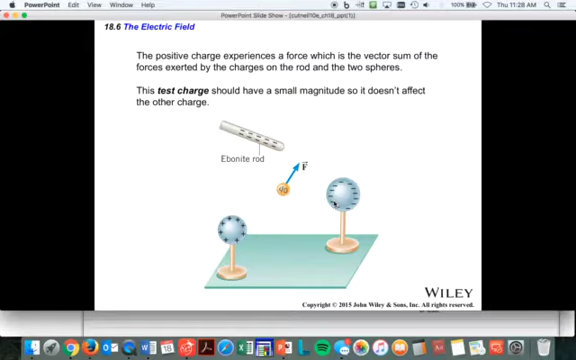 PowerPoint File Edit View Window Help
100% Thu 11:28 AM
PowerPoint Slide Show - [cutnell10e_ch18_ppt(1)]
18.6 The Electric Field
The positive charge experiences a force which is the vector sum of the
forces exerted by the charges on the rod and the two spheres.
This test charge should have a small magnitude so it doesn't affect
the other charge.
Ebonite rod
F
WILEY
Copyright © 2015 John Wiley & Sons, Inc. All rights reserved.